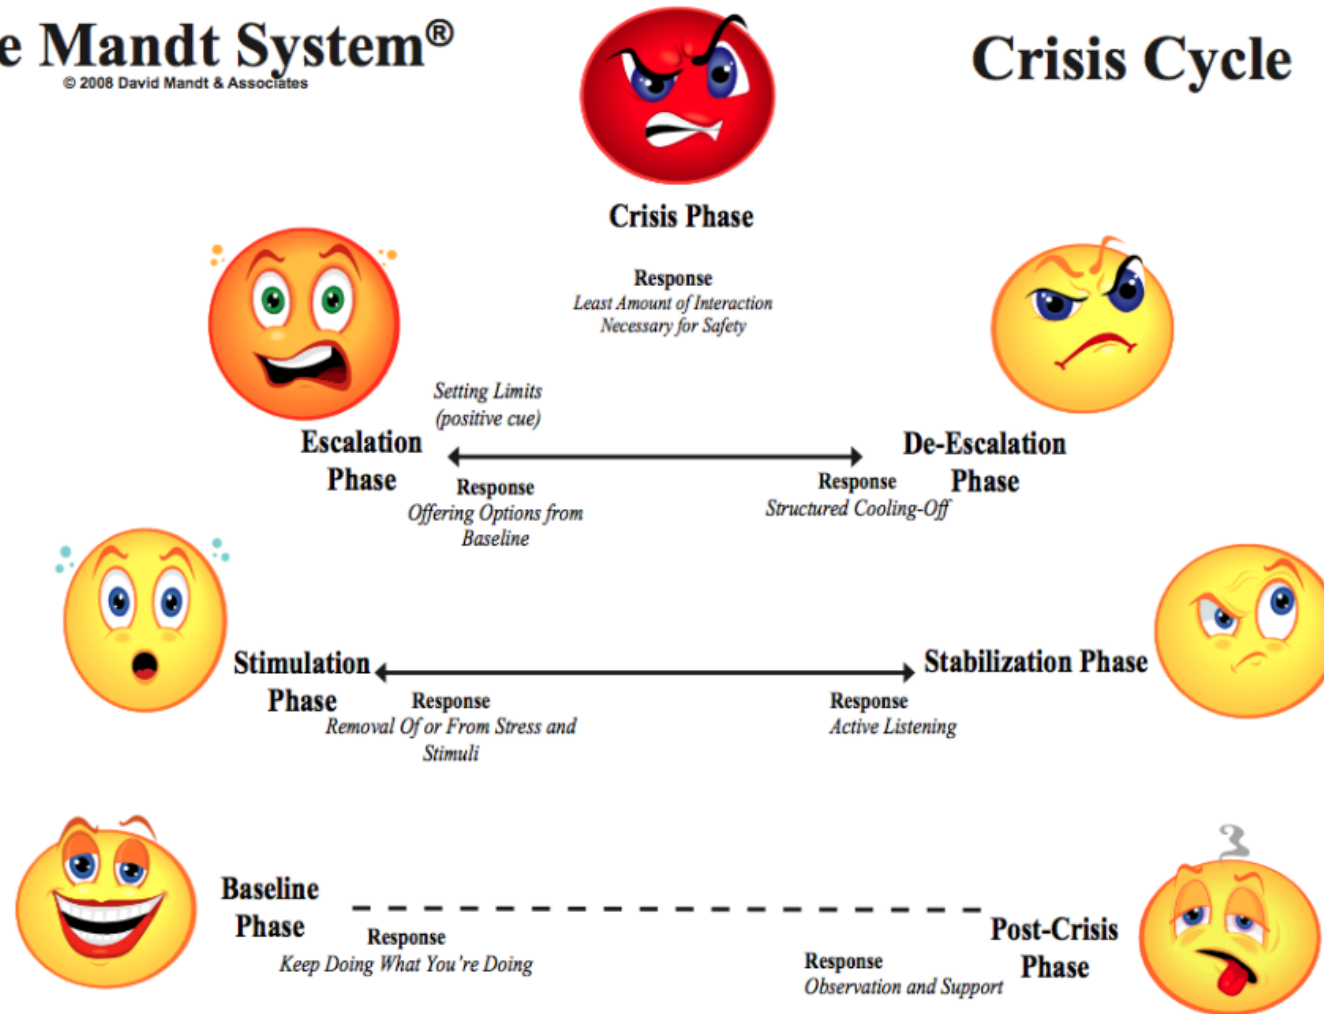 e Mandt System®
© 2008 David Mandt & Associates
Crisis Cycle
Crisis Phase
Response
Least Amount of Interaction
Necessary for Safety
Setting Limits
(positive cue)
Escalation
Phase
Response
Offering Options from
Baseline
De-Escalation
Phase
Response
Structured Cooling-Off
Stimulation
Phase
Response
Removal Of or From Stress and
Stimuli
Stabilization Phase
Response
Active Listening
Baseline
Phase
Response
Keep Doing What You're Doing
Post-Crisis
Phase
Response
Observation and Support